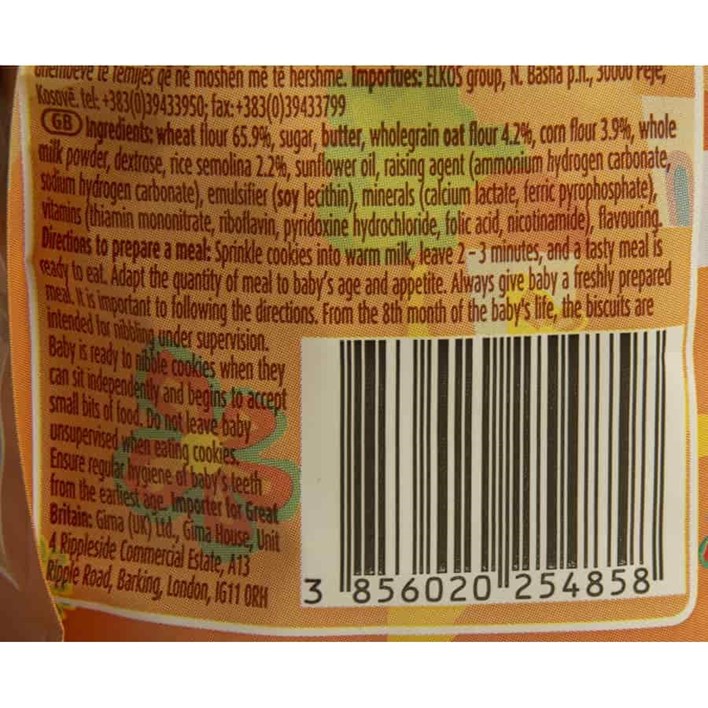 të fëmijës që në moshën më të hershme. Importues: ELKOS group, N. Basha p.n., 30000 Pejë,
Kosovë, tel: +383(0)39433950; fax:+383(0)39433799
GB Ingredients: wheat flour 65.9%, sugar, butter, wholegrain oat flour 4.2%, corn flour 3.9%, whole
milk powder, dextrose, rice semolina 2.2%, sunflower oil, raising agent (ammonium hydrogen carbonate,
sodium hydrogen carbonate), emulsifier (soy lecithin), minerals (calcium lactate, ferric pyrophosphate),
vitamins (thiamin mononitrate, riboflavin, pyridoxine hydrochloride, folic acid, nicotinamide), flavouring.
Directions to prepare a meal: Sprinkle cookies into warm milk, leave 2 – 3 minutes, and a tasty meal is
ready to eat. Adapt the quantity of meal to baby's age and appetite. Always give baby a freshly prepared
meal. It is important to following the directions. From the 8th month of the baby's life, the biscuits are
intended for nibbling under supervision.
Baby is ready to nibble cookies when they
can sit independently and begins to accept
small bits of food. Do not leave baby
unsupervised when eating cookies.
Ensure regular hygiene of baby's teeth
from the earliest age. Importer for Great
Britain: Gima (UK) Ltd., Gima House, Unit
4 Rippleside Commercial Estate, A13
Ripple Road, Barking, London, IG11 0RH
3 856020 254858